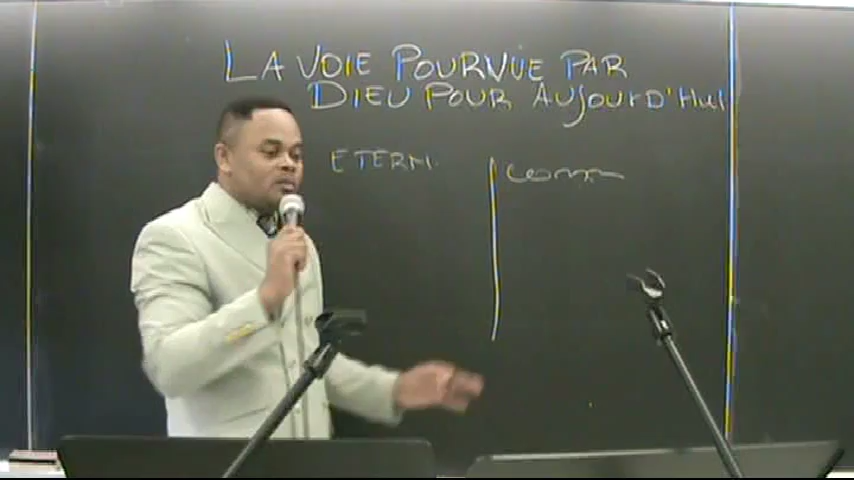 LA VOIE POURVUE PAR
DIEU POUR AUJOURD'HUI
ETERN.